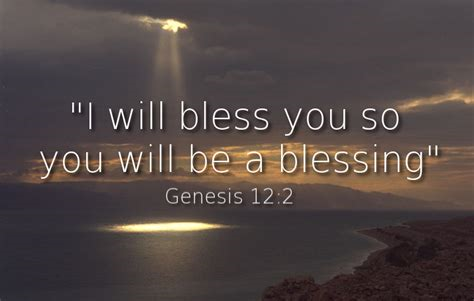 "I will bless you so
you will be a blessing"
Genesis 12:2